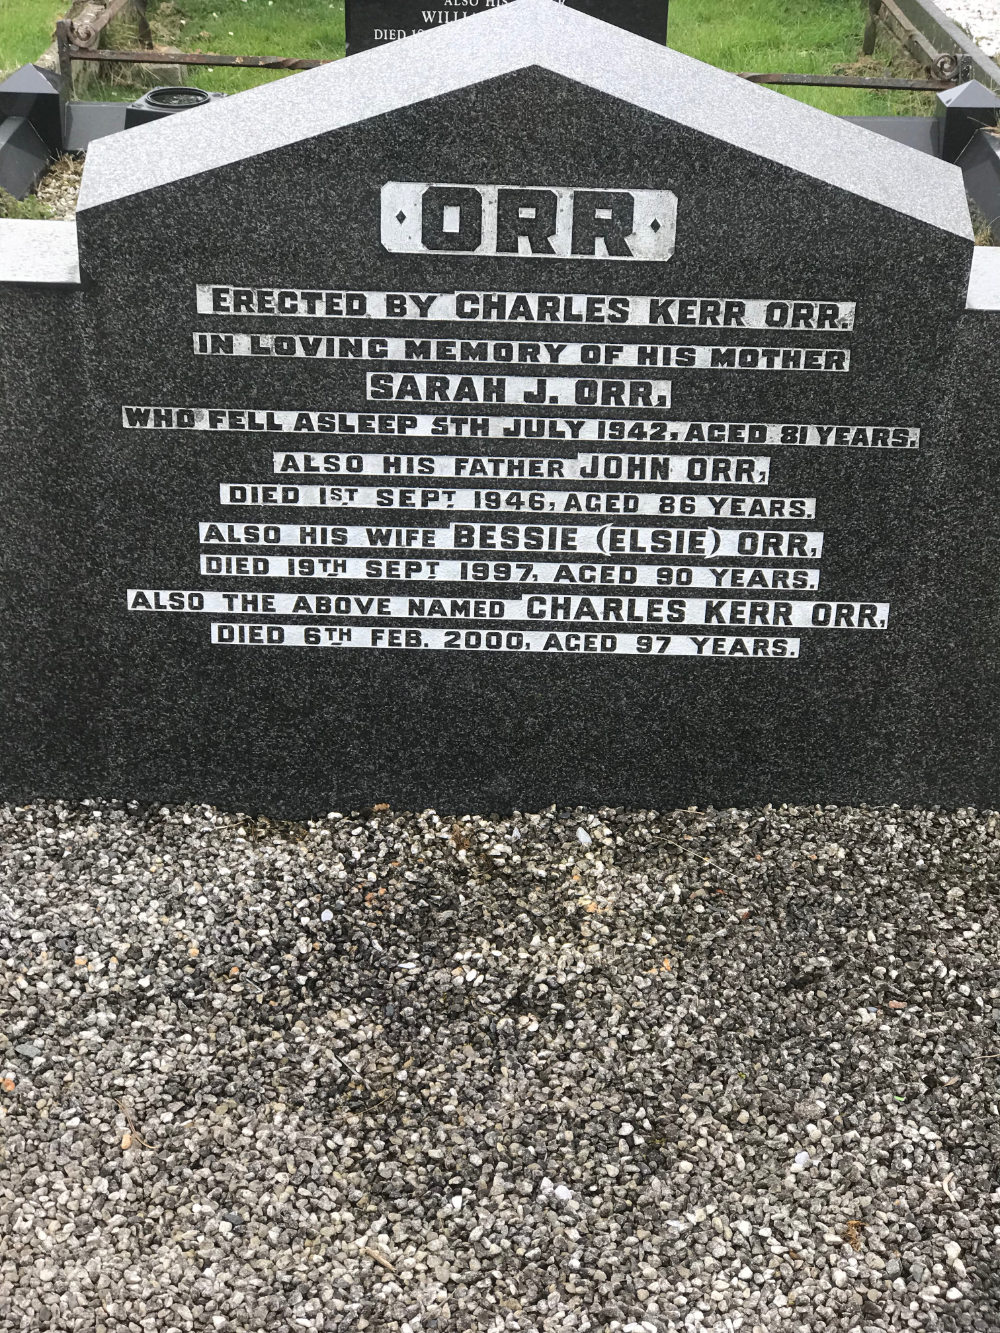 ALSO HIS
DIED
ORR
ERECTED BY CHARLES KERR ORR.
IN LOVING MEMORY OF HIS MOTHER
SARAH J. ORR,
WHO FELL ASLEEP 5TH JULY 1942, AGED 81 YEARS.
ALSO HIS FATHER JOHN ORR,
DIED 1ST SEPT 1946, AGED 86 YEARS.
ALSO HIS WIFE BESSIE (ELSIE) ORR,
DIED 19TH SEPT 1997, AGED 90 YEARS.
ALSO THE ABOVE NAMED CHARLES KERR ORR,
DIED 6TH FEB. 2000, AGED 97 YEARS.